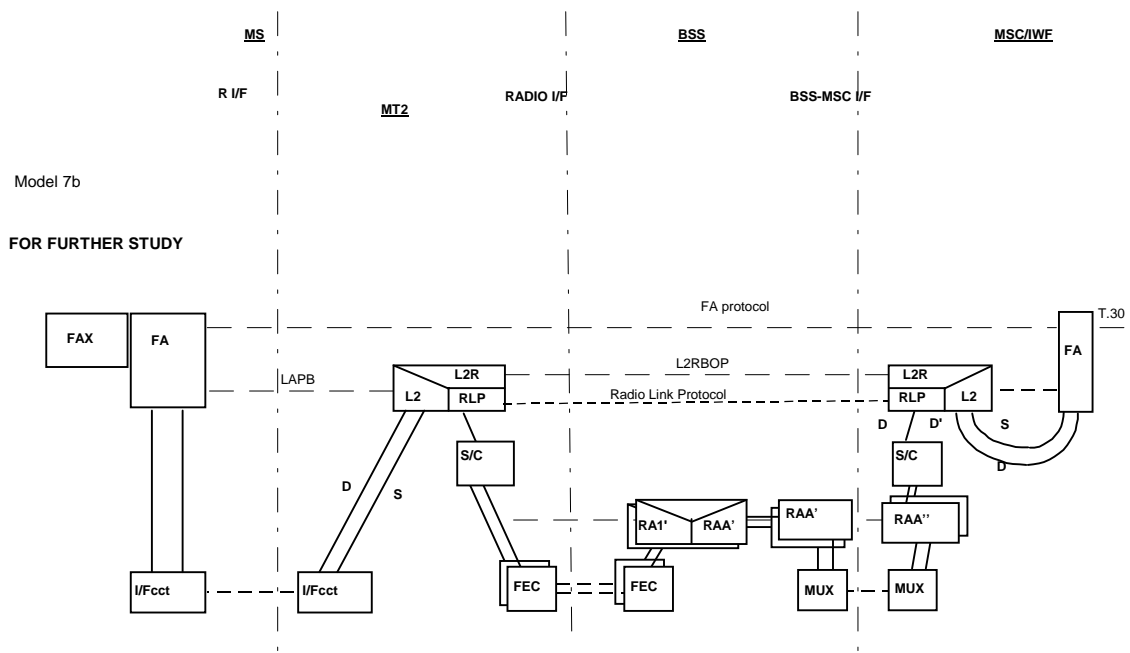 MS
BSS
MSC/IWF
R I/F
RADIO I/F
BSS-MSC I/F
MT2
Model 7b
FOR FURTHER STUDY
FA protocol
T.30
FAX
FA
FA
LAPB
L2R
L2RBOP
L2R
L2
RLP
Radio Link Protocol
RLP
L2
D
D'
S
S/C
S/C
D
D
S
RA1'
RAA'
RAA'
RAA''
I/Fcct
I/Fcct
FEC
FEC
MUX
MUX